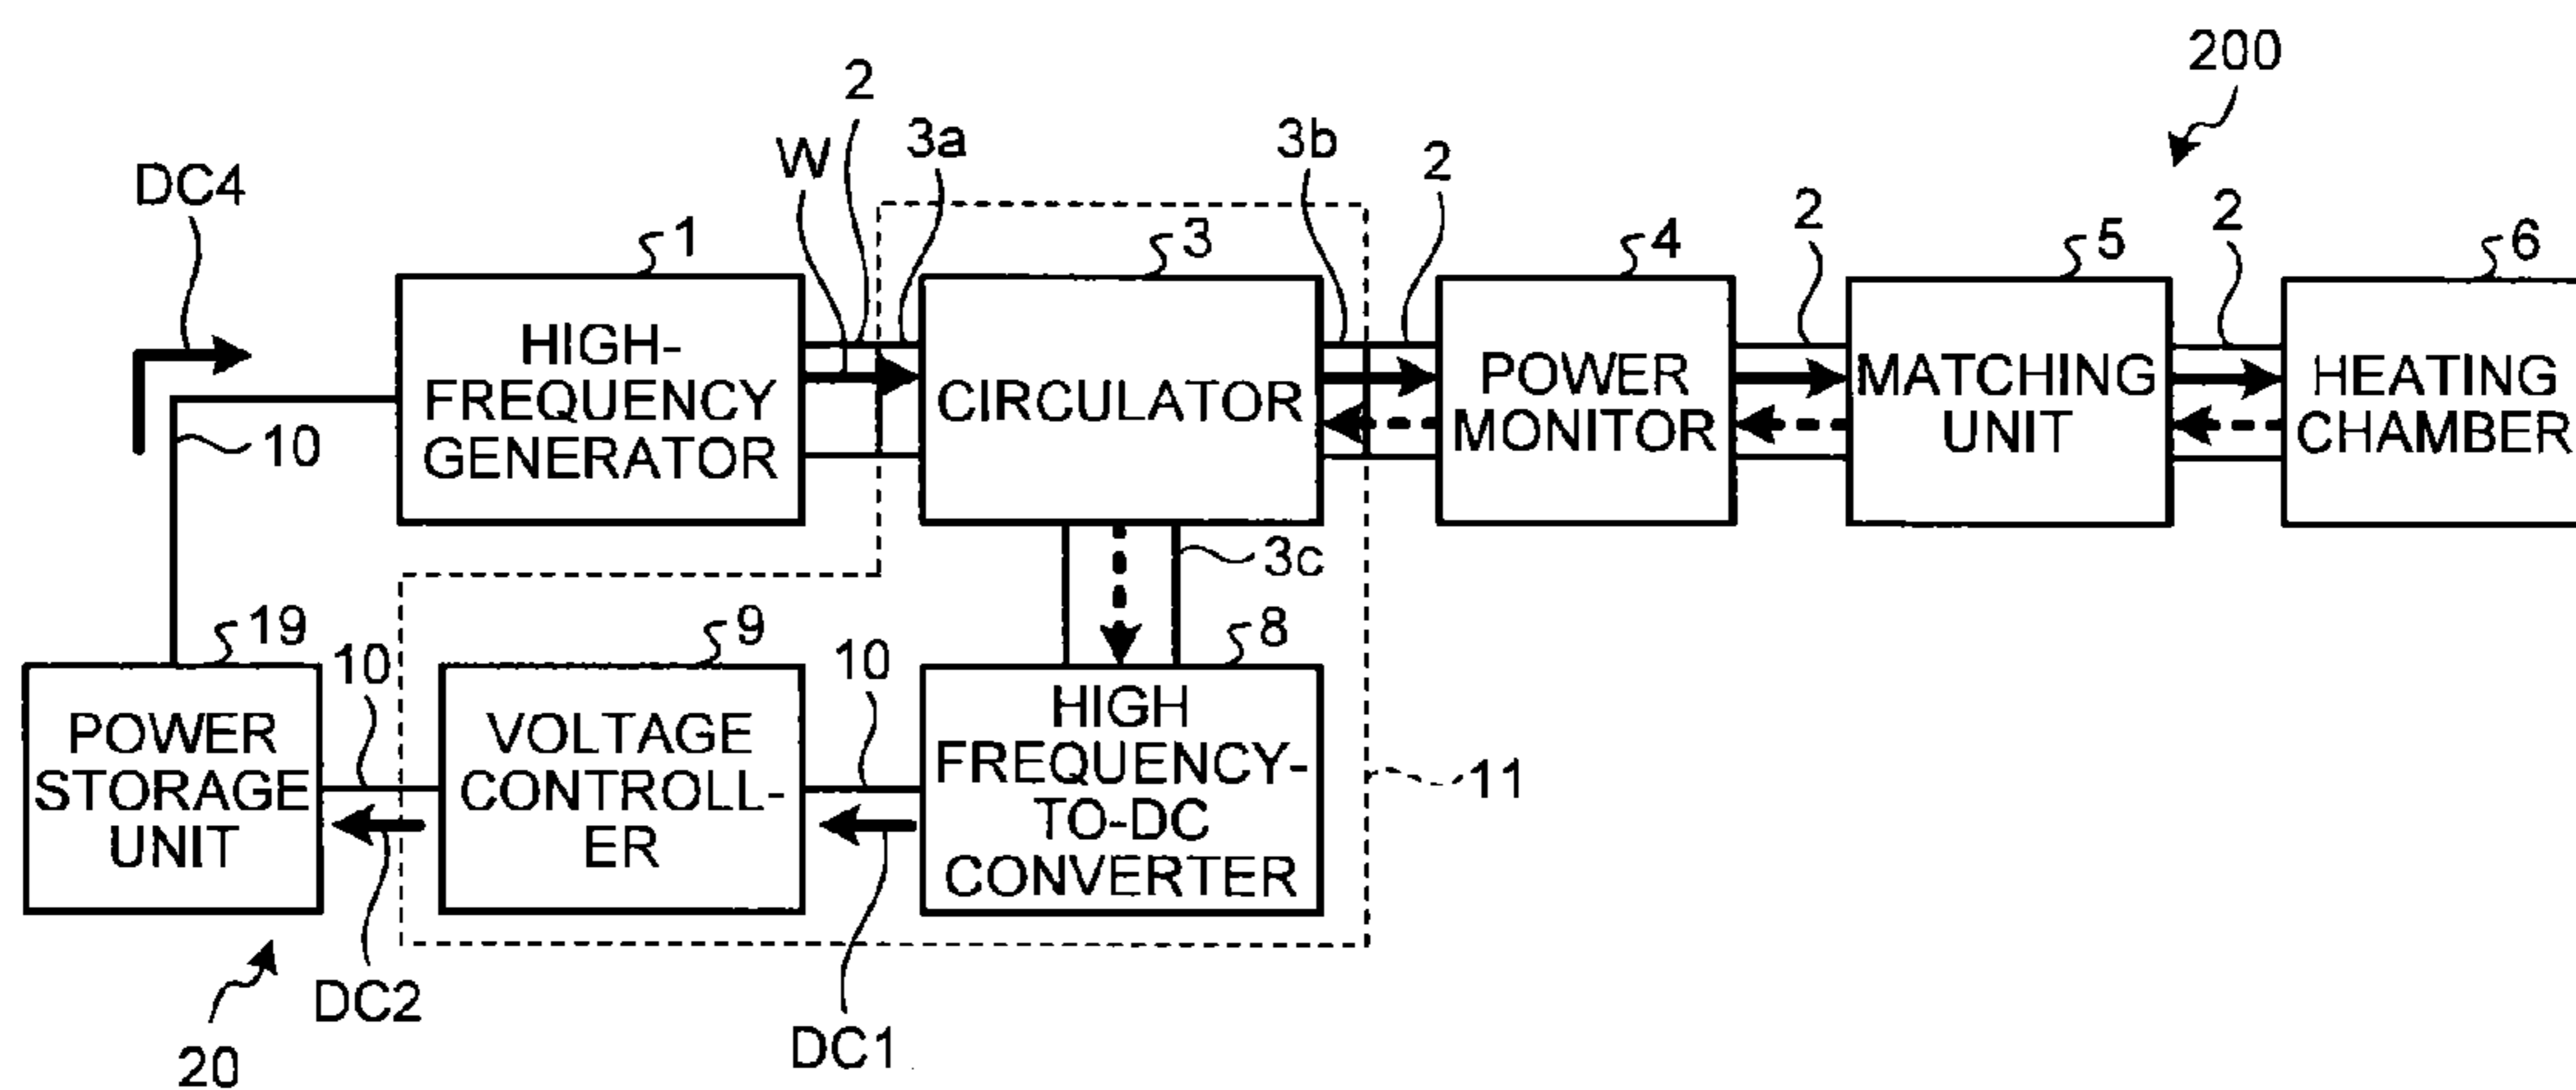 200
2
W
3a
3b
2
DC4
1
3
4
2
5
2
6
HIGH-
FREQUENCY
GENERATOR
CIRCULATOR
POWER
MONITOR
MATCHING
UNIT
HEATING
CHAMBER
10
3c
19
10
9
10
8
POWER
STORAGE
UNIT
VOLTAGE
CONTROLL-
ER
HIGH
FREQUENCY-
TO-DC
CONVERTER
11
DC2
DC1
20